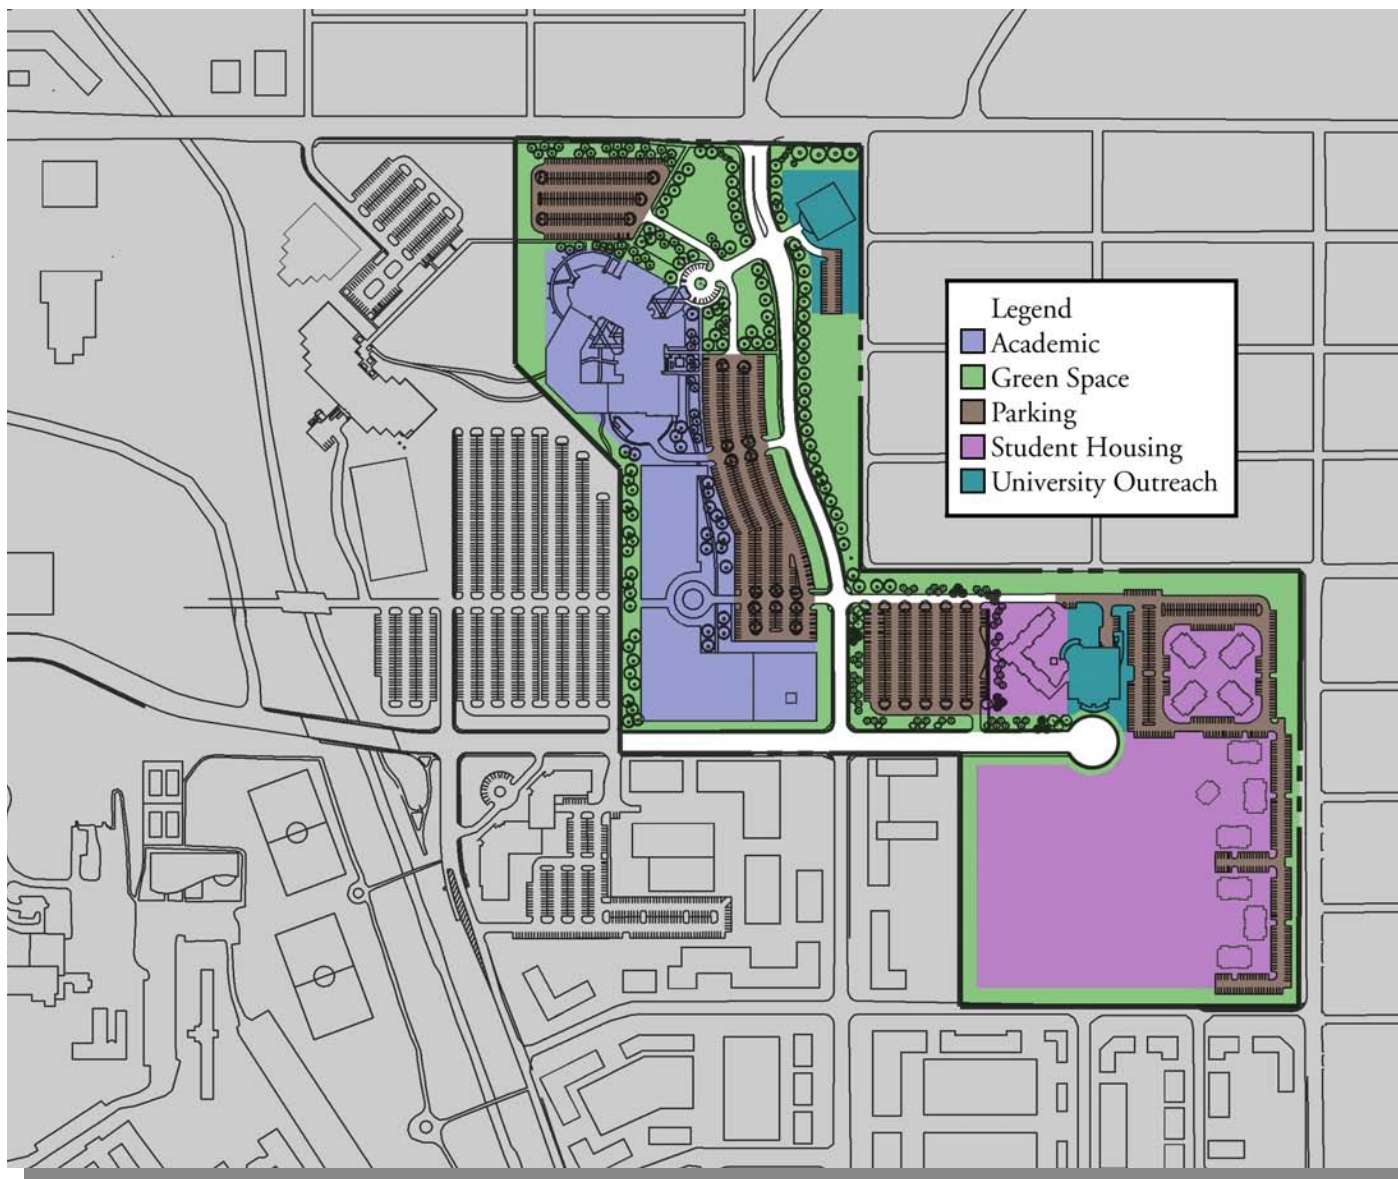 Legend
Academic
Green Space
Parking
Student Housing
University Outreach